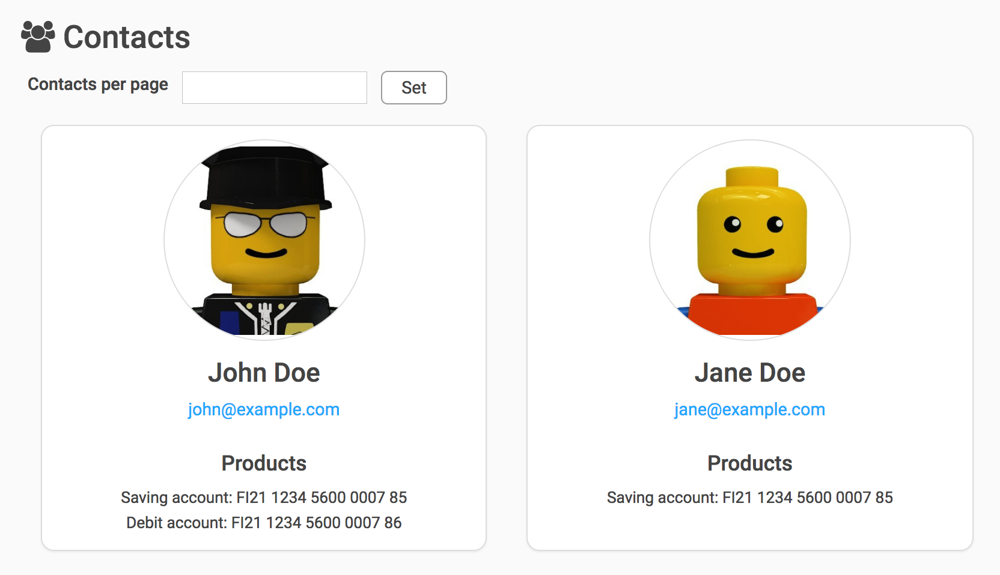 Contacts
Contacts per page
Set
John Doe
john@example.com
Products
Saving account: FI21 1234 5600 0007 85
Debit account: FI21 1234 5600 0007 86
Jane Doe
jane@example.com
Products
Saving account: FI21 1234 5600 0007 85